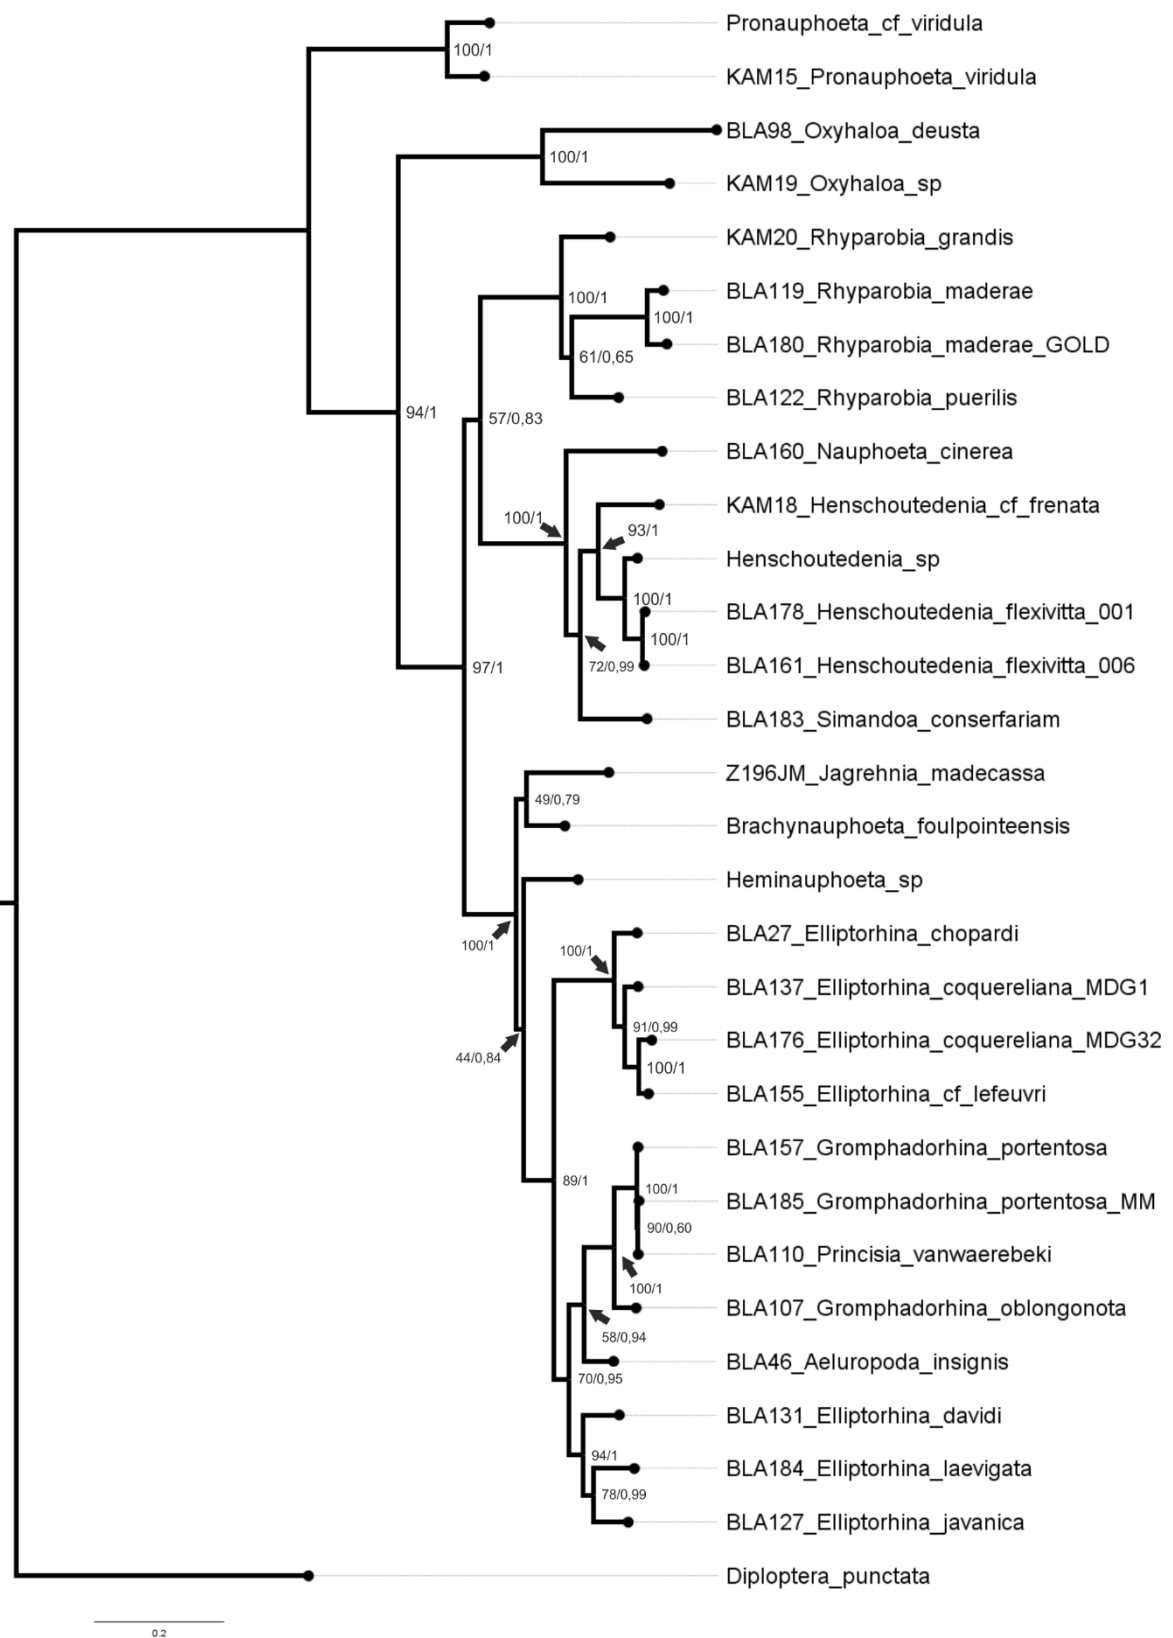 Pronauphoeta_cf_viridula
100/1
KAM15_Pronauphoeta_viridula
BLA98_Oxyhaloa_deusta
100/1
KAM19_Oxyhaloa_sp
KAM20_Rhyparobia_grandis
BLA119_Rhyparobia_maderae
100/1
100/1
BLA180_Rhyparobia_maderae_GOLD
61/0,65
BLA122_Rhyparobia_puerilis
94/1
57/0,83
BLA160_Nauphoeta_cinerea
KAM18_Henschoutedenia_cf_frenata
100/1
93/1
Henschoutedenia_sp
100/1
BLA178_Henschoutedenia_flexivitta_001
100/1
BLA161_Henschoutedenia_flexivitta_006
97/1
72/0,99
BLA183_Simandoa_conserfariam
Z196JM_Jagrehnia_madecassa
49/0,79
Brachynauphoeta_foulpointeensis
Heminauphoeta_sp
BLA27_Elliptorhina_chopardi
100/1
100/1
BLA137_Elliptorhina_coquereliana_MDG1
91/0,99
BLA176_Elliptorhina_coquereliana_MDG32
44/0,84
100/1
BLA155_Elliptorhina_cf_lefeuvri
BLA157_Gromphadorhina_portentosa
89/1
100/1
BLA185_Gromphadorhina_portentosa_MM
90/0,60
BLA110_Princisia_vanwaerebeki
100/1
BLA107_Gromphadorhina_oblongonota
58/0,94
BLA46_Aeluropoda_insignis
70/0,95
BLA131_Elliptorhina_davidi
94/1
BLA184_Elliptorhina_laevigata
78/0,99
BLA127_Elliptorhina_javanica
Diploptera_punctata
0.2